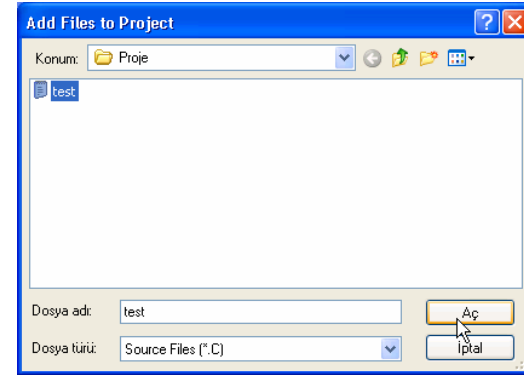 Add Files to Project
Konum: Proje
test
Dosya adı: test Aç
Dosya türü: Source Files (*.C) İptal